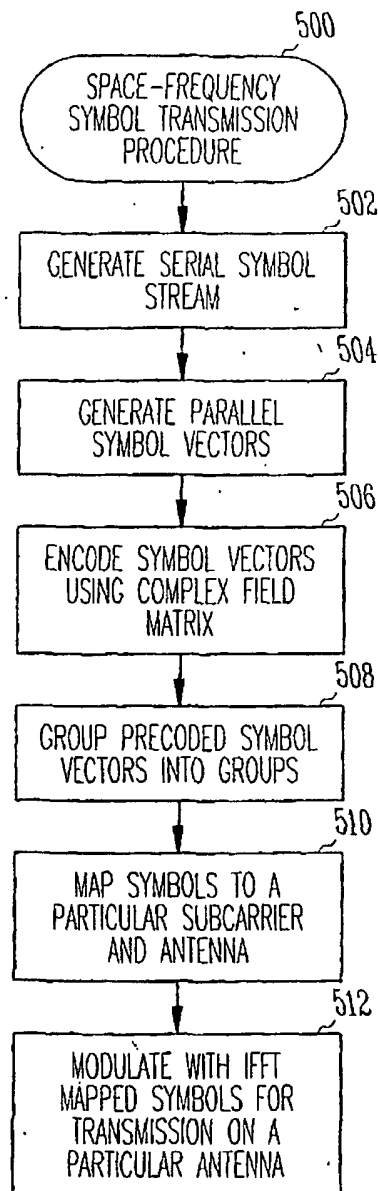 500
SPACE-FREQUENCY
SYMBOL TRANSMISSION
PROCEDURE
502
GENERATE SERIAL SYMBOL
STREAM
504
GENERATE PARALLEL
SYMBOL VECTORS
506
ENCODE SYMBOL VECTORS
USING COMPLEX FIELD
MATRIX
508
GROUP PRECODED SYMBOL
VECTORS INTO GROUPS
510
MAP SYMBOLS TO A
PARTICULAR SUBCARRIER
AND ANTENNA
512
MODULATE WITH IFFT
MAPPED SYMBOLS FOR
TRANSMISSION ON A
PARTICULAR ANTENNA